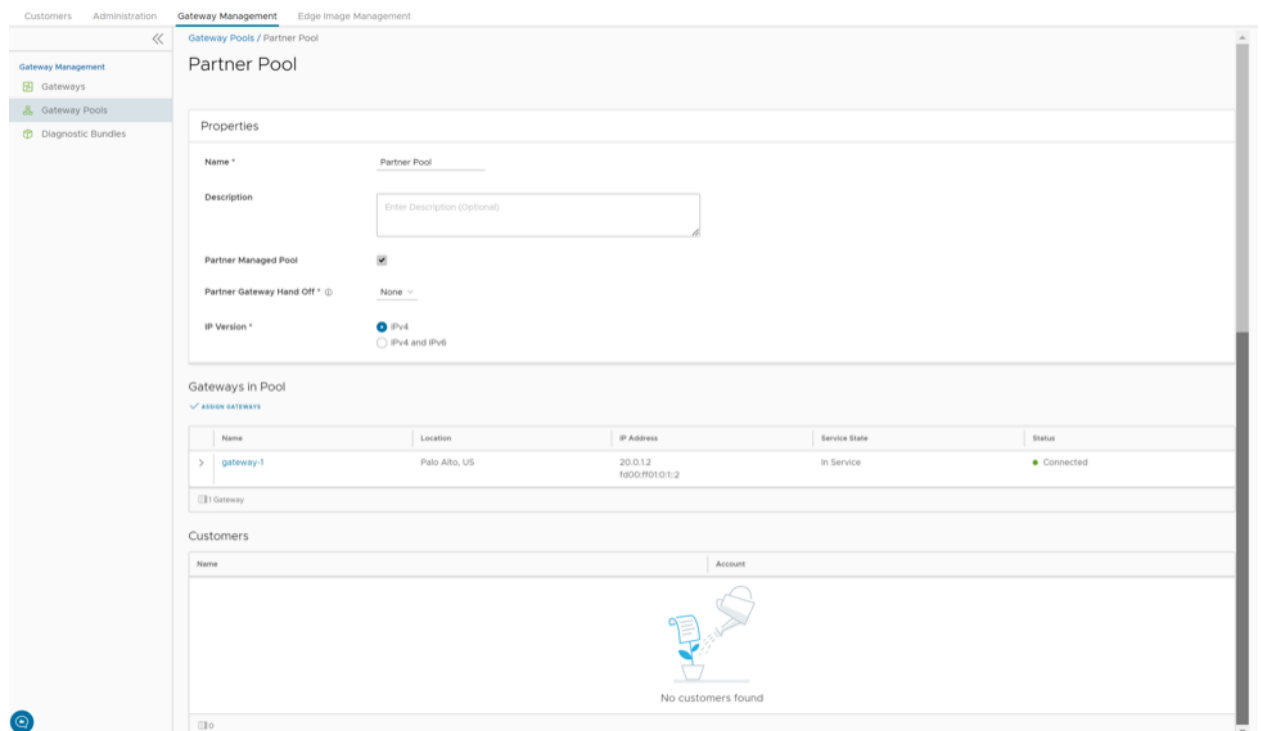 Customers Administration Gateway Management Edge Image Management
Gateway Pools / Partner Pool
Gateway Management
Gateways
Gateway Pools
Diagnostic Bundles
Partner Pool
Properties
Name * Partner Pool
Description Enter Description (Optional)
Partner Managed Pool
Partner Gateway Hand Off * None
IP Version * IPv4
IPv4 and IPv6
Gateways in Pool
ASSIGN GATEWAYS
Name Location IP Address Service State Status
gateway-1 Palo Alto, US 20.0.1.2 In Service Connected
fd00:ff01:0:1::2
1 Gateway
Customers
Name Account
No customers found
0